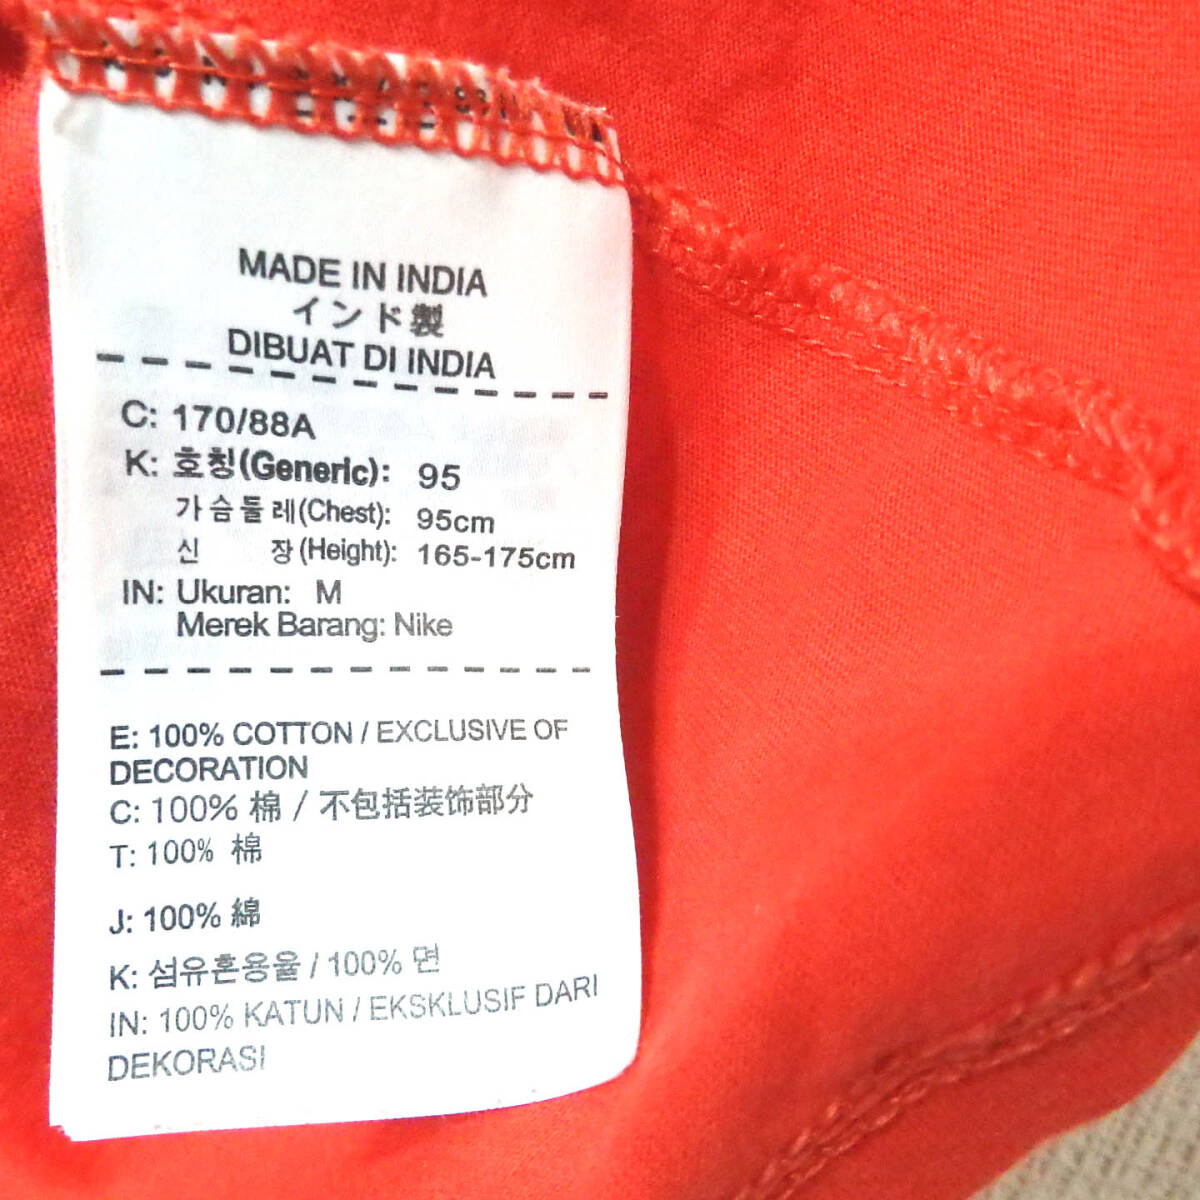 MADE IN INDIA
インド製
DIBUAT DI INDIA
C: 170/88A
K: 호칭(Generic): 95
가슴둘레(Chest): 95cm
신 장(Height): 165-175cm
IN: Ukuran: M
Merek Barang: Nike
E: 100% COTTON / EXCLUSIVE OF
DECORATION
C: 100% 棉 / 不包括装饰部分
T: 100% 棉
J: 100% 綿
K: 섬유혼용율 / 100% 면
IN: 100% KATUN / EKSKLUSIF DARI
DEKORASI